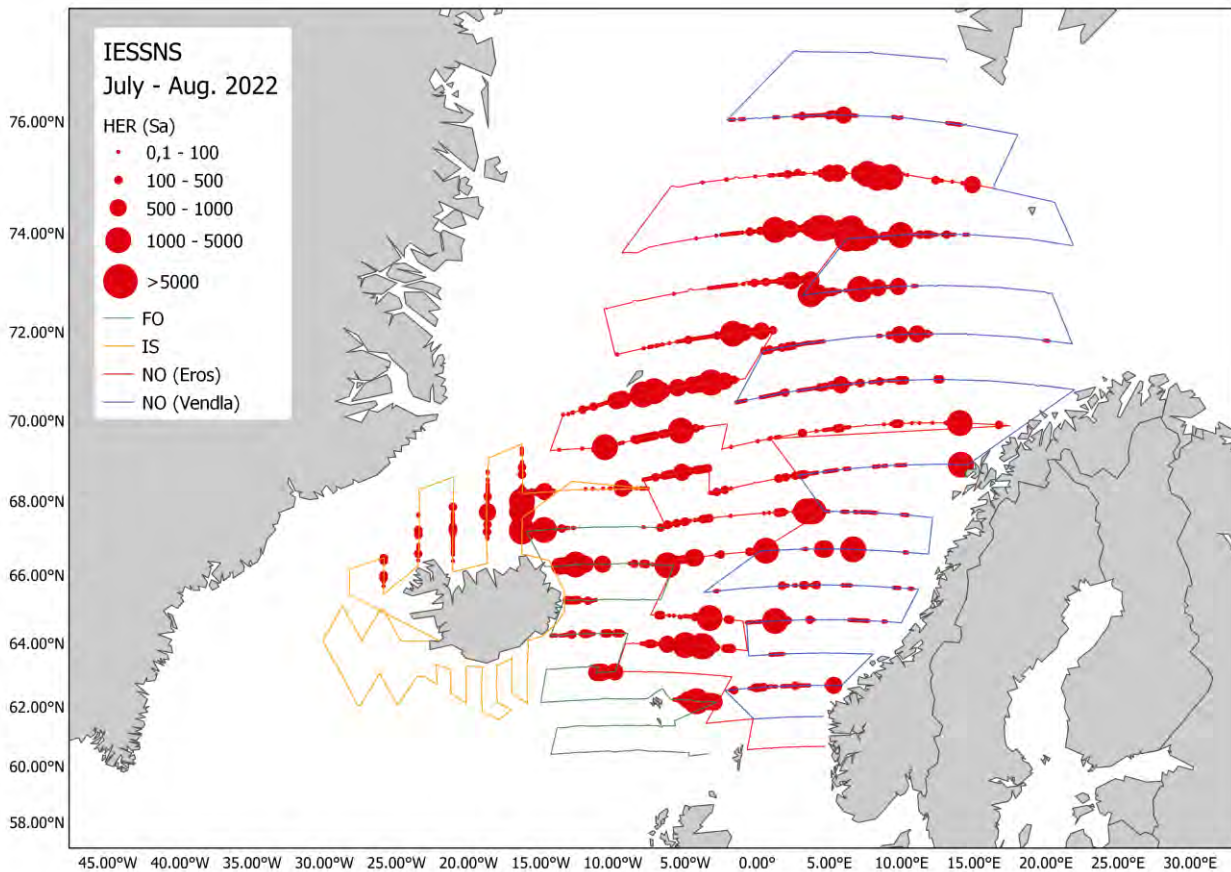 IESSNS
July - Aug. 2022
HER (Sa)
0,1 - 100
100 - 500
500 - 1000
1000 - 5000
>5000
FO
IS
NO (Eros)
NO (Vendla)
76.00°N
74.00°N
72.00°N
70.00°N
68.00°N
66.00°N
64.00°N
62.00°N
60.00°N
58.00°N
45.00°W 40.00°W 35.00°W 30.00°W 25.00°W 20.00°W 15.00°W 10.00°W 5.00°W 0.00° 5.00°E 10.00°E 15.00°E 20.00°E 25.00°E 30.00°E